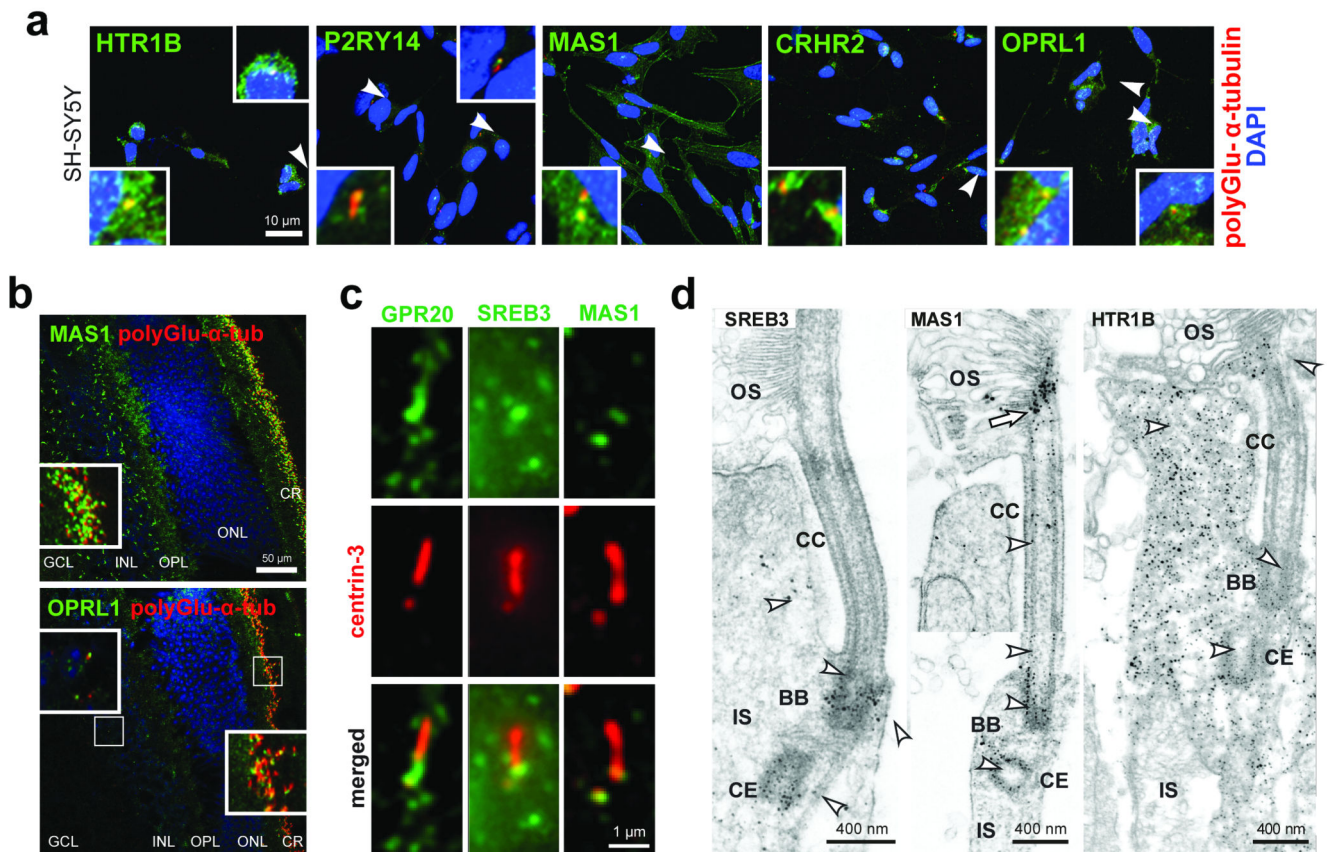 a
HTR1B
P2RY14
MAS1
CRHR2
OPRL1
SH-SY5Y
10 µm
polyGlu-α-tubulin
DAPI
b
MAS1 polyGlu-α-tub
CR
ONL
GCL
INL
OPL
50 µm
OPRL1 polyGlu-α-tub
GCL
INL
OPL
ONL
CR
c
GPR20
SREB3
MAS1
centrin-3
merged
1 µm
d
SREB3
OS
CC
BB
IS
CE
400 nm
MAS1
OS
CC
BB
CE
IS
400 nm
HTR1B
OS
CC
BB
CE
IS
400 nm